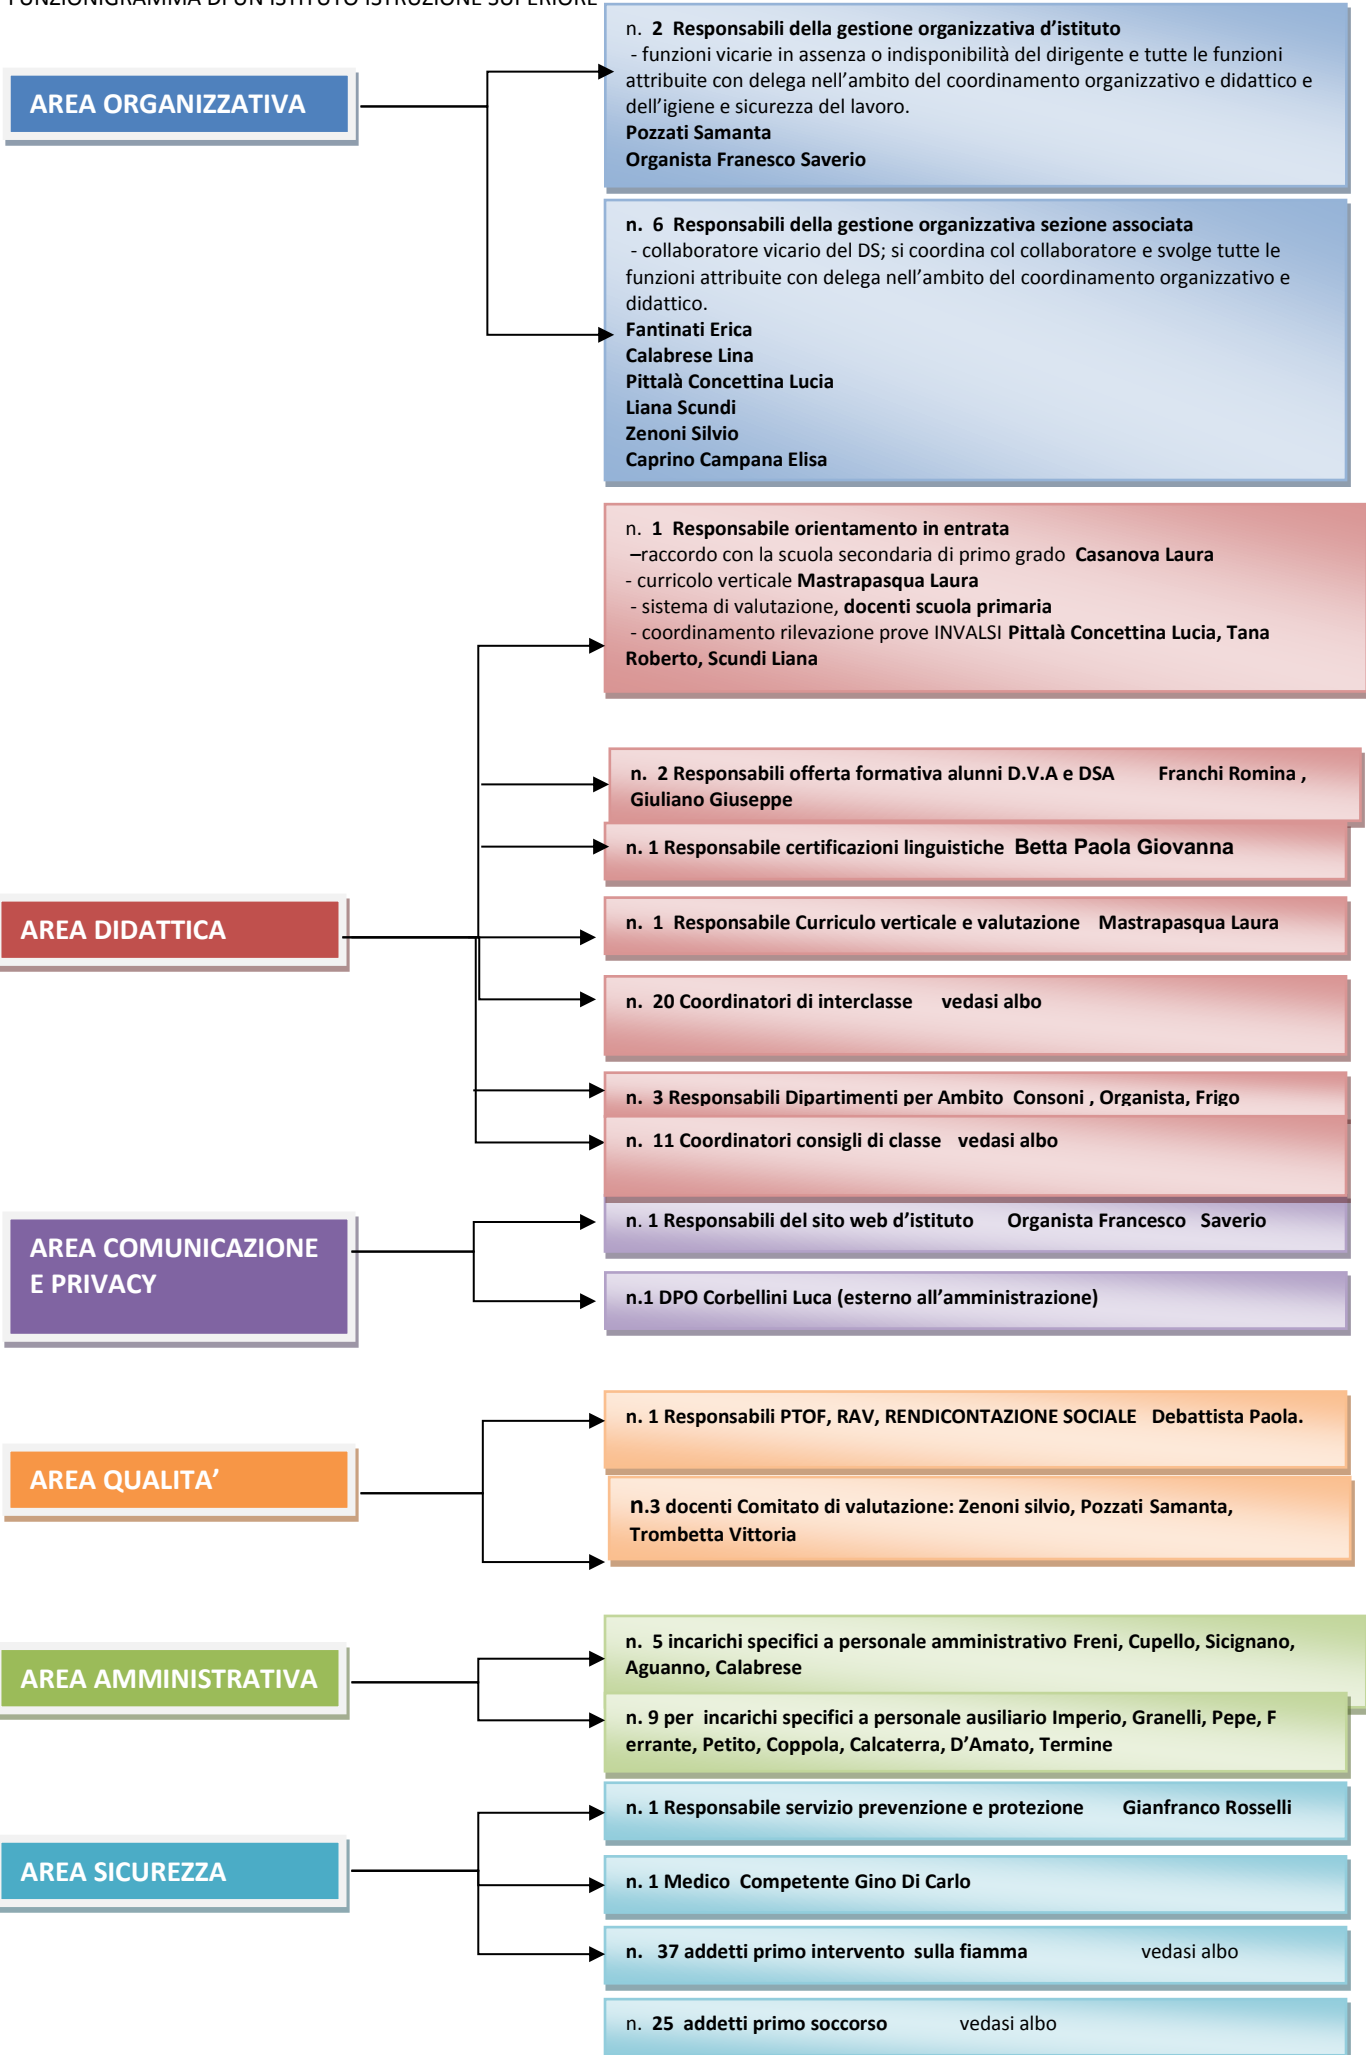 FUNZIONIGRAMMA DI UN ISTITUTO ISTRUZIONE SUPERIORE
AREA ORGANIZZATIVA
n. 2 Responsabili della gestione organizzativa d’istituto
- funzioni vicarie in assenza o indisponibilità del dirigente e tutte le funzioni
attribuite con delega nell’ambito del coordinamento organizzativo e didattico e
dell’igiene e sicurezza del lavoro.
Pozzati Samanta
Organista Franesco Saverio
n. 6 Responsabili della gestione organizzativa sezione associata
- collaboratore vicario del DS; si coordina col collaboratore e svolge tutte le
funzioni attribuite con delega nell’ambito del coordinamento organizzativo e
didattico.
Fantinati Erica
Calabrese Lina
Pittalà Concettina Lucia
Liana Scundi
Zenoni Silvio
Caprino Campana Elisa
AREA DIDATTICA
n. 1 Responsabile orientamento in entrata
–raccordo con la scuola secondaria di primo grado Casanova Laura
- curricolo verticale Mastrapasqua Laura
- sistema di valutazione, docenti scuola primaria
- coordinamento rilevazione prove INVALSI Pittalà Concettina Lucia, Tana
Roberto, Scundi Liana
n. 2 Responsabili offerta formativa alunni D.V.A e DSA Franchi Romina ,
Giuliano Giuseppe
n. 1 Responsabile certificazioni linguistiche Betta Paola Giovanna
n. 1 Responsabile Curriculo verticale e valutazione Mastrapasqua Laura
n. 20 Coordinatori di interclasse vedasi albo
n. 3 Responsabili Dipartimenti per Ambito Consoni , Organista, Frigo
n. 11 Coordinatori consigli di classe vedasi albo
AREA COMUNICAZIONE
E PRIVACY
n. 1 Responsabili del sito web d’istituto Organista Francesco Saverio
n.1 DPO Corbellini Luca (esterno all’amministrazione)
AREA QUALITA’
n. 1 Responsabili PTOF, RAV, RENDICONTAZIONE SOCIALE Debattista Paola.
n.3 docenti Comitato di valutazione: Zenoni silvio, Pozzati Samanta,
Trombetta Vittoria
AREA AMMINISTRATIVA
n. 5 incarichi specifici a personale amministrativo Freni, Cupello, Sicignano,
Aguanno, Calabrese
n. 9 per incarichi specifici a personale ausiliario Imperio, Granelli, Pepe, F
errante, Petito, Coppola, Calcaterra, D’Amato, Termine
AREA SICUREZZA
n. 1 Responsabile servizio prevenzione e protezione Gianfranco Rosselli
n. 1 Medico Competente Gino Di Carlo
n. 37 addetti primo intervento sulla fiamma vedasi albo
n. 25 addetti primo soccorso vedasi albo